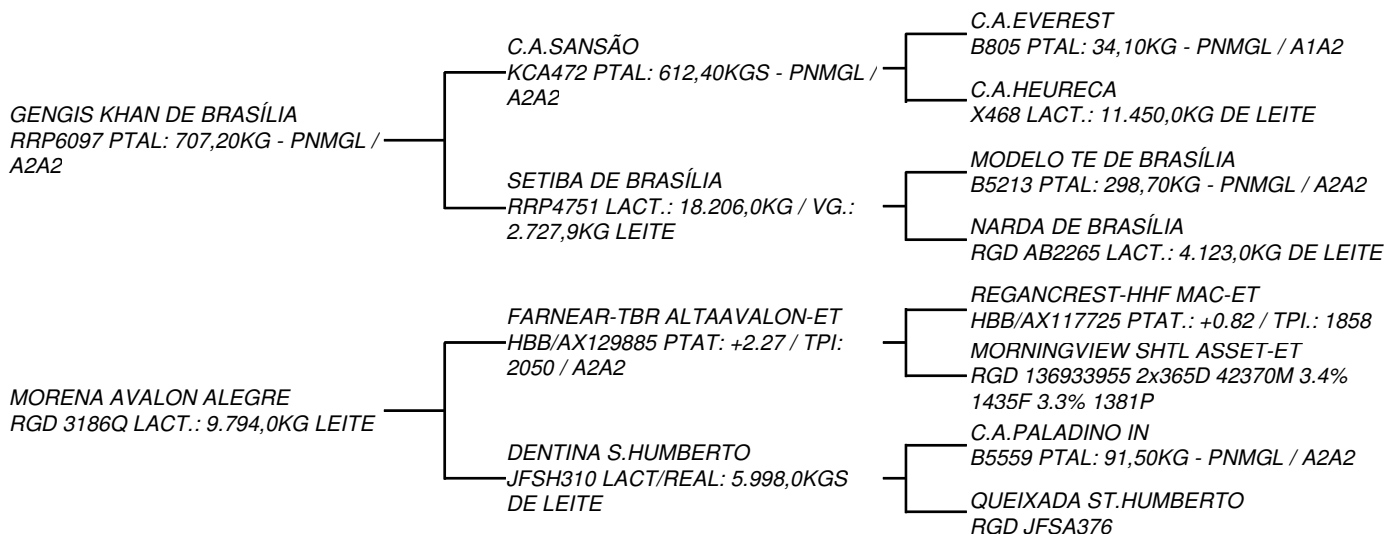 GENGIS KHAN DE BRASÍLIA
RRP6097 PTAL: 707,20KG - PNMGL /
A2A2
MORENA AVALON ALEGRE
RGD 3186Q LACT.: 9.794,0KG LEITE
C.A.SANSÃO
KCA472 PTAL: 612,40KGS - PNMGL /
A2A2
SETIBA DE BRASÍLIA
RRP4751 LACT.: 18.206,0KG / VG.:
2.727,9KG LEITE
FARNEAR-TBR ALTAAVALON-ET
HBB/AX129885 PTAT: +2.27 / TPI:
2050 / A2A2
DENTINA S.HUMBERTO
JFSH310 LACT/REAL: 5.998,0KGS
DE LEITE
C.A.EVEREST
B805 PTAL: 34,10KG - PNMGL / A1A2
C.A.HEURECA
X468 LACT.: 11.450,0KG DE LEITE
MODELO TE DE BRASÍLIA
B5213 PTAL: 298,70KG - PNMGL / A2A2
NARDA DE BRASÍLIA
RGD AB2265 LACT.: 4.123,0KG DE LEITE
REGANCREST-HHF MAC-ET
HBB/AX117725 PTAT.: +0.82 / TPI.: 1858
MORNINGVIEW SHTL ASSET-ET
RGD 136933955 2x365D 42370M 3.4%
1435F 3.3% 1381P
C.A.PALADINO IN
B5559 PTAL: 91,50KG - PNMGL / A2A2
QUEIXADA ST.HUMBERTO
RGD JFSA376